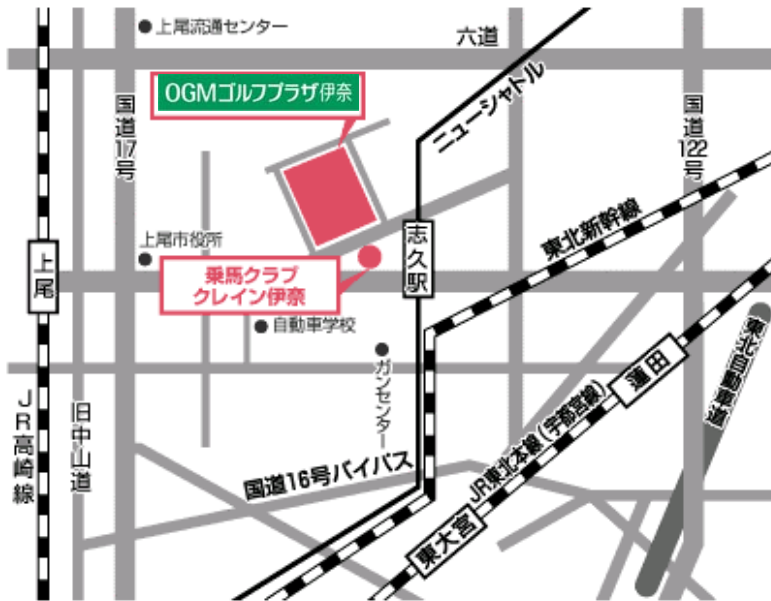 上尾流通センター
六道
OGMゴルフプラザ伊奈
ニューシャトル
国道17号
国道122号
上尾市役所
志久駅
東北新幹線
上尾
乗馬クラブ
クレイン伊奈
自動車学校
ガンセンター
蓮田
東北自動車道
JR高崎線
旧中山道
国道16号バイパス
JR東北本線(宇都宮線)
東大宮